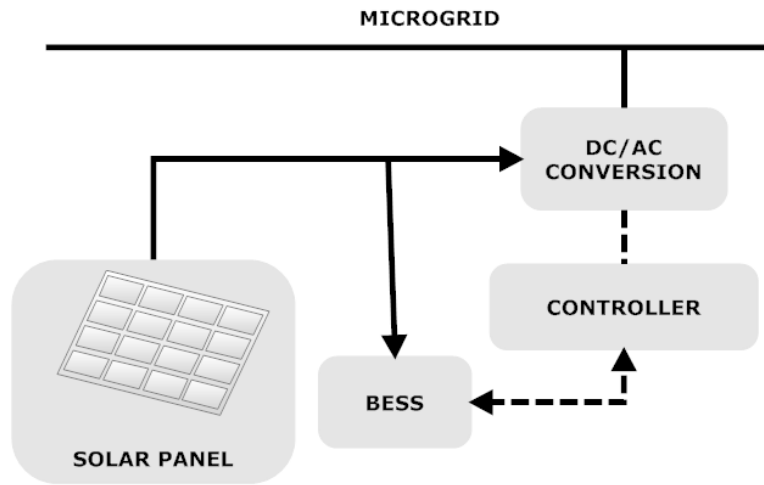 MICROGRID
DC/AC
CONVERSION
CONTROLLER
BESS
SOLAR PANEL